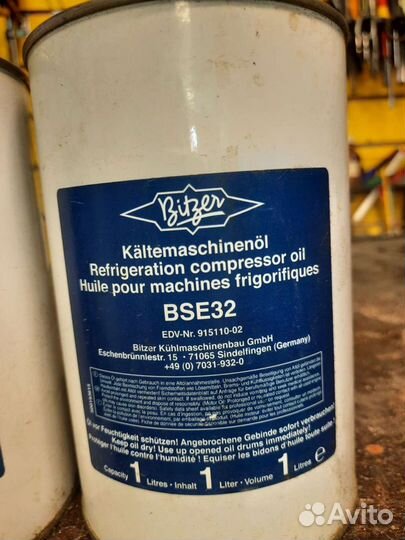 Bitzer
Kältemaschinenöl
Refrigeration compressor oil
Huile pour machines frigorifiques
BSE32
EDV-Nr. 915110-02
Bitzer Kühlmaschinenbau GmbH
Eschenbrünnlestr. 15 · 71065 Sindelfingen (Germany)
+49 (0) 7031-932-0
Öl vor Feuchtigkeit schützen! Angebrochene Gebinde sofort verbrauchen!
Keep oil dry! Use up opened oil drums immediately!
Protéger l'huile contre l'humidité ! Equiser les bidons d'huile toute suite !
Capacity 1 Litres · Inhalt 1 Liter · Volume 1 Litres e
Avito